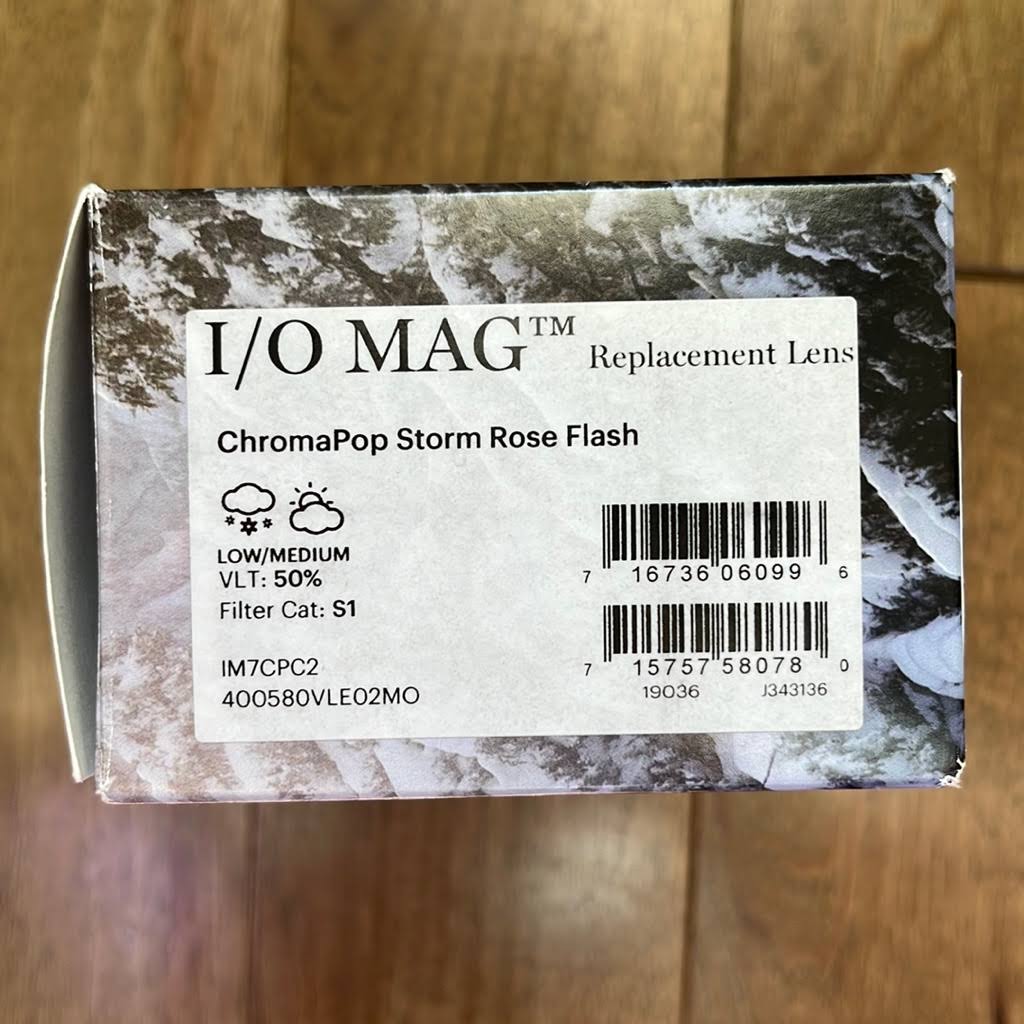 I/O MAG™ Replacement Lens
ChromaPop Storm Rose Flash
LOW/MEDIUM
VLT: 50%
Filter Cat: S1
IM7CPC2
400580VLE02MO
7 16736 06099 6
7 15757 58078 0
19036 J343136